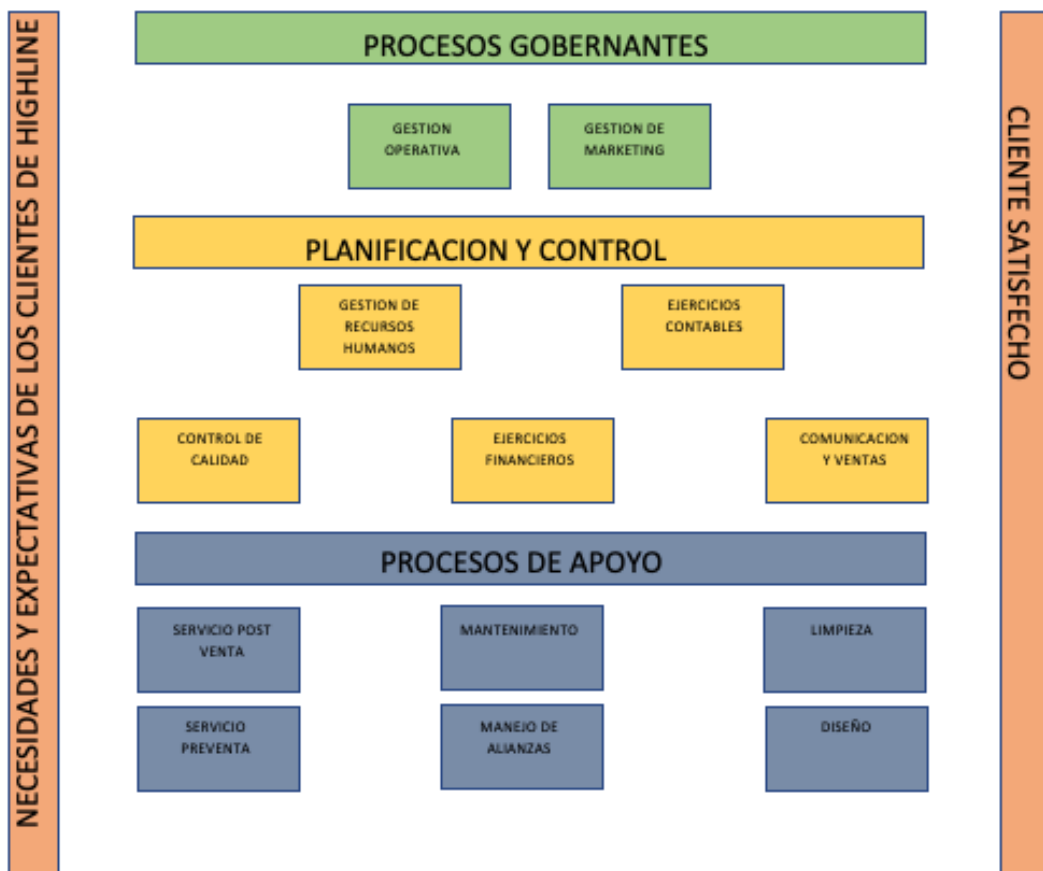 NECESIDADES Y EXPECTATIVAS DE LOS CLIENTES DE HIGHLINE
PROCESOS GOBERNANTES
GESTION
OPERATIVA
GESTION DE
MARKETING
PLANIFICACION Y CONTROL
GESTION DE
RECURSOS
HUMANOS
EJERCICIOS
CONTABLES
CONTROL DE
CALIDAD
EJERCICIOS
FINANCIEROS
COMUNICACION
Y VENTAS
PROCESOS DE APOYO
SERVICIO POST
VENTA
MANTENIMIENTO
LIMPIEZA
SERVICIO
PREVENTA
MANEJO DE
ALIANZAS
DISEÑO
CLIENTE SATISFECHO